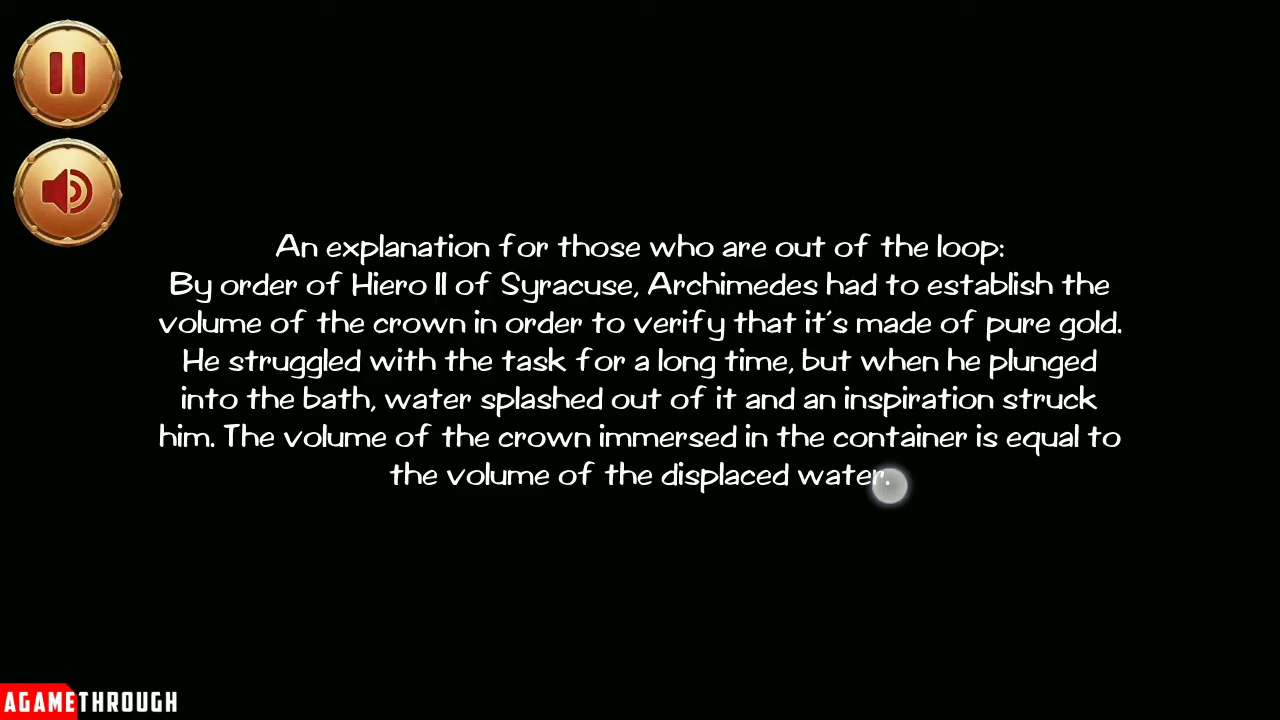 An explanation for those who are out of the loop:
By order of Hiero II of Syracuse, Archimedes had to establish the
volume of the crown in order to verify that it's made of pure gold.
He struggled with the task for a long time, but when he plunged
into the bath, water splashed out of it and an inspiration struck
him. The volume of the crown immersed in the container is equal to
the volume of the displaced water.
AGAMETHROUGH